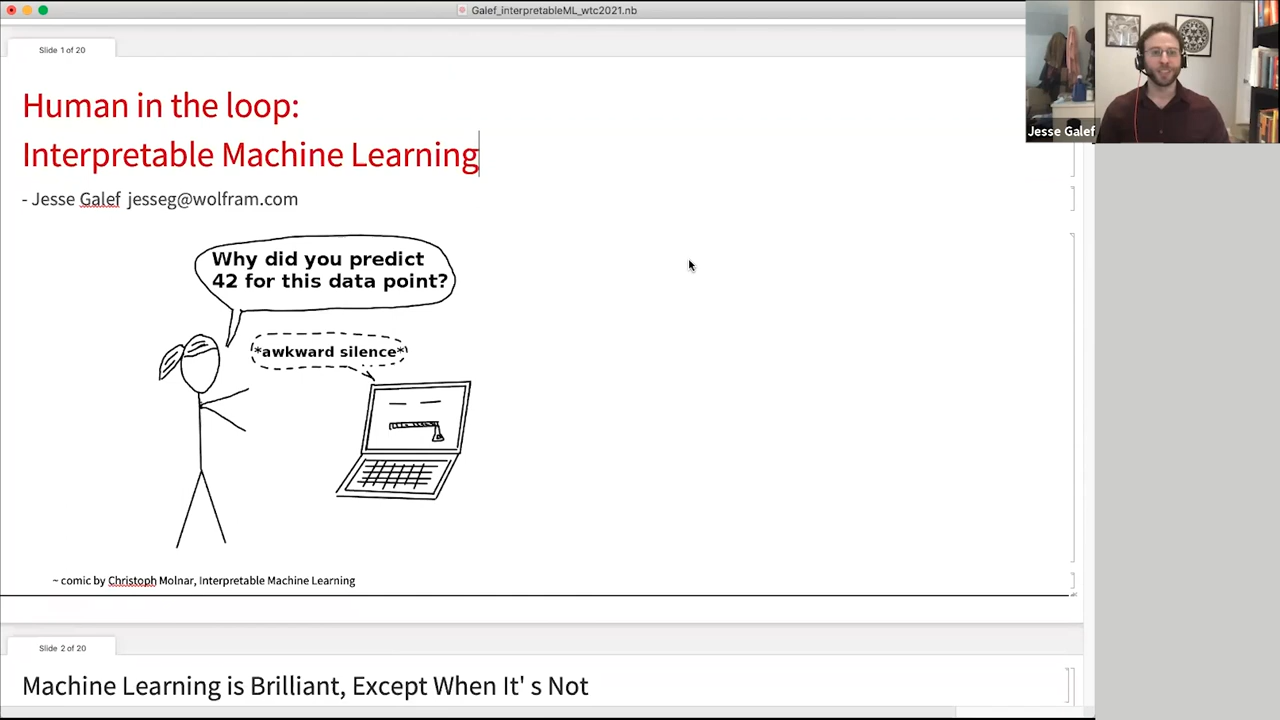 Galef_interpretableML_wtc2021.nb
Slide 1 of 20
Human in the loop:
Interpretable Machine Learning
- Jesse Galef jesseg@wolfram.com
Why did you predict
42 for this data point?
*awkward silence*
~ comic by Christoph Molnar, Interpretable Machine Learning
Jesse Galef
Slide 2 of 20
Machine Learning is Brilliant, Except When It' s Not